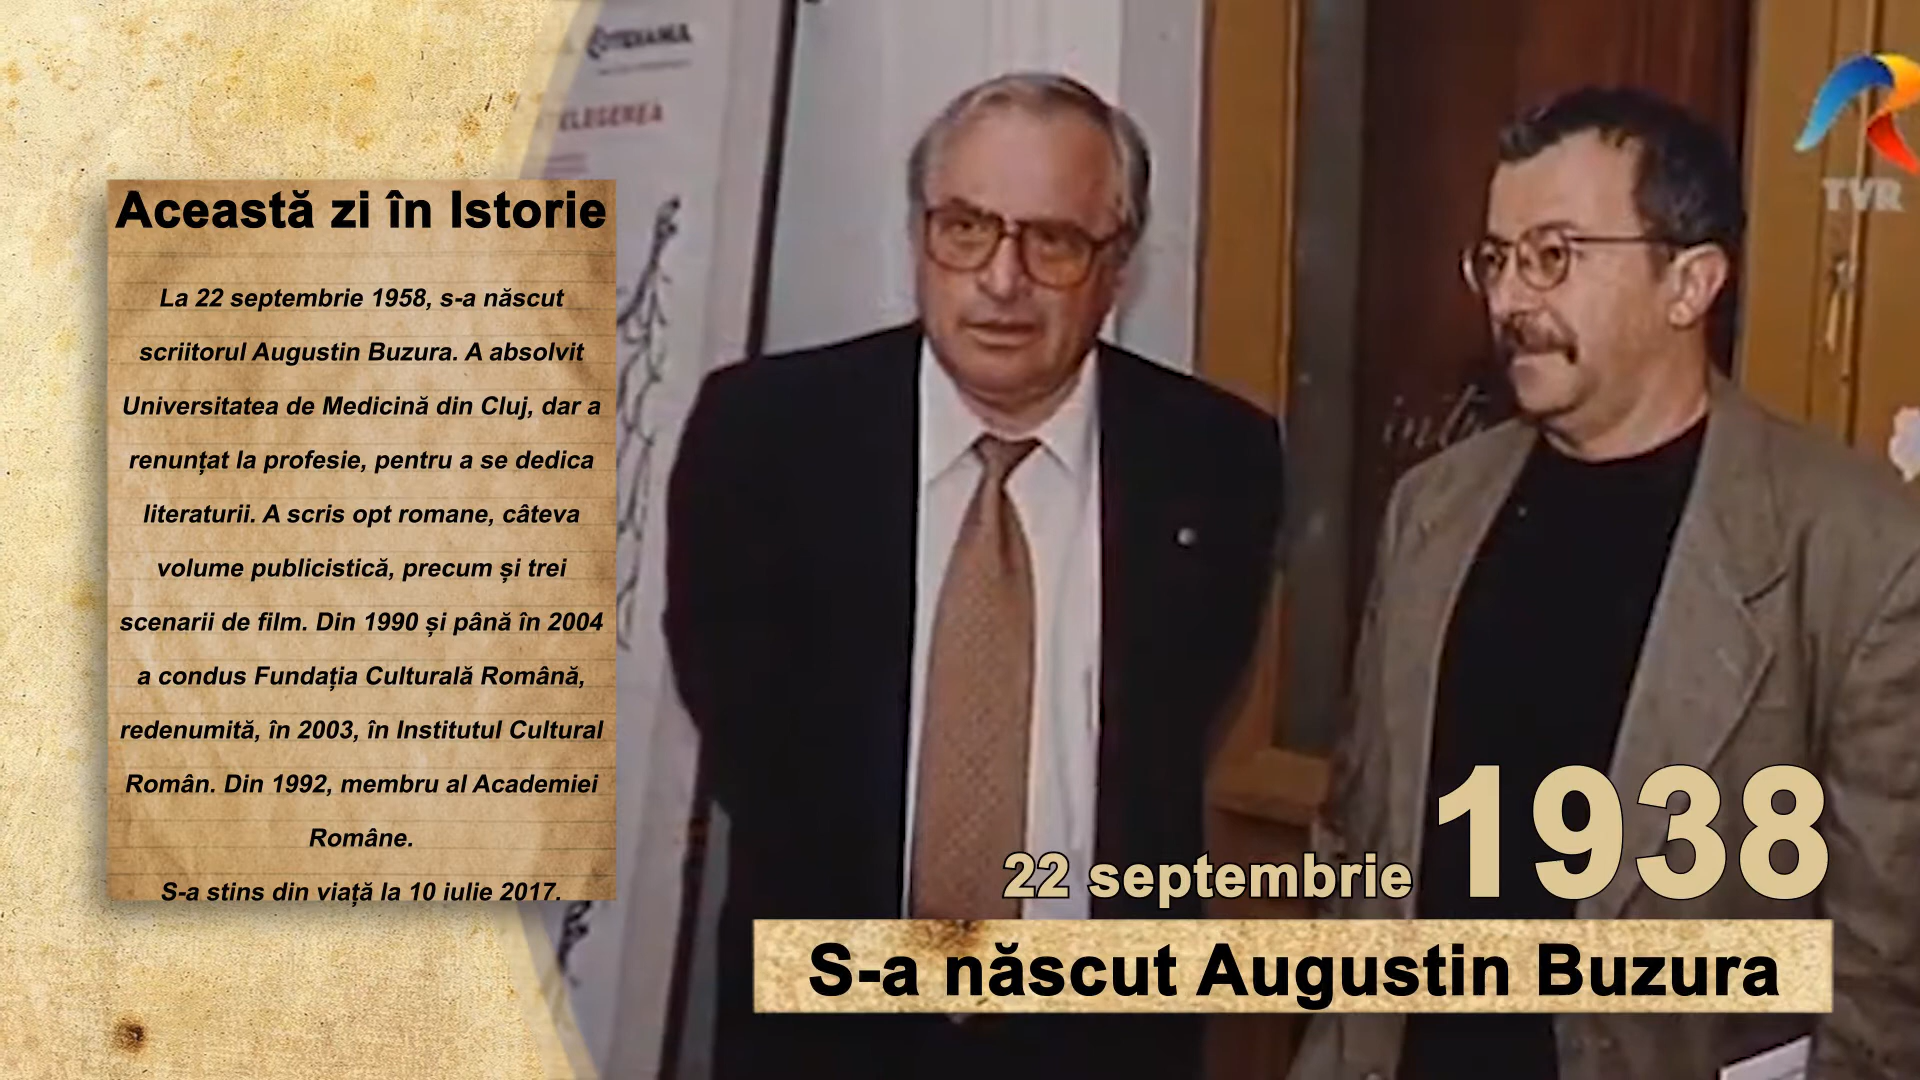 Această zi în Istorie
La 22 septembrie 1958, s-a născut
scriitorul Augustin Buzura. A absolvit
Universitatea de Medicină din Cluj, dar a
renunțat la profesie, pentru a se dedica
literaturii. A scris opt romane, câteva
volume publicistică, precum și trei
scenarii de film. Din 1990 și până în 2004
a condus Fundația Culturală Română,
redenumită, în 2003, în Institutul Cultural
Român. Din 1992, membru al Academiei
Române.
S-a stins din viață la 10 iulie 2017.
TVR
22 septembrie 1938
S-a născut Augustin Buzura